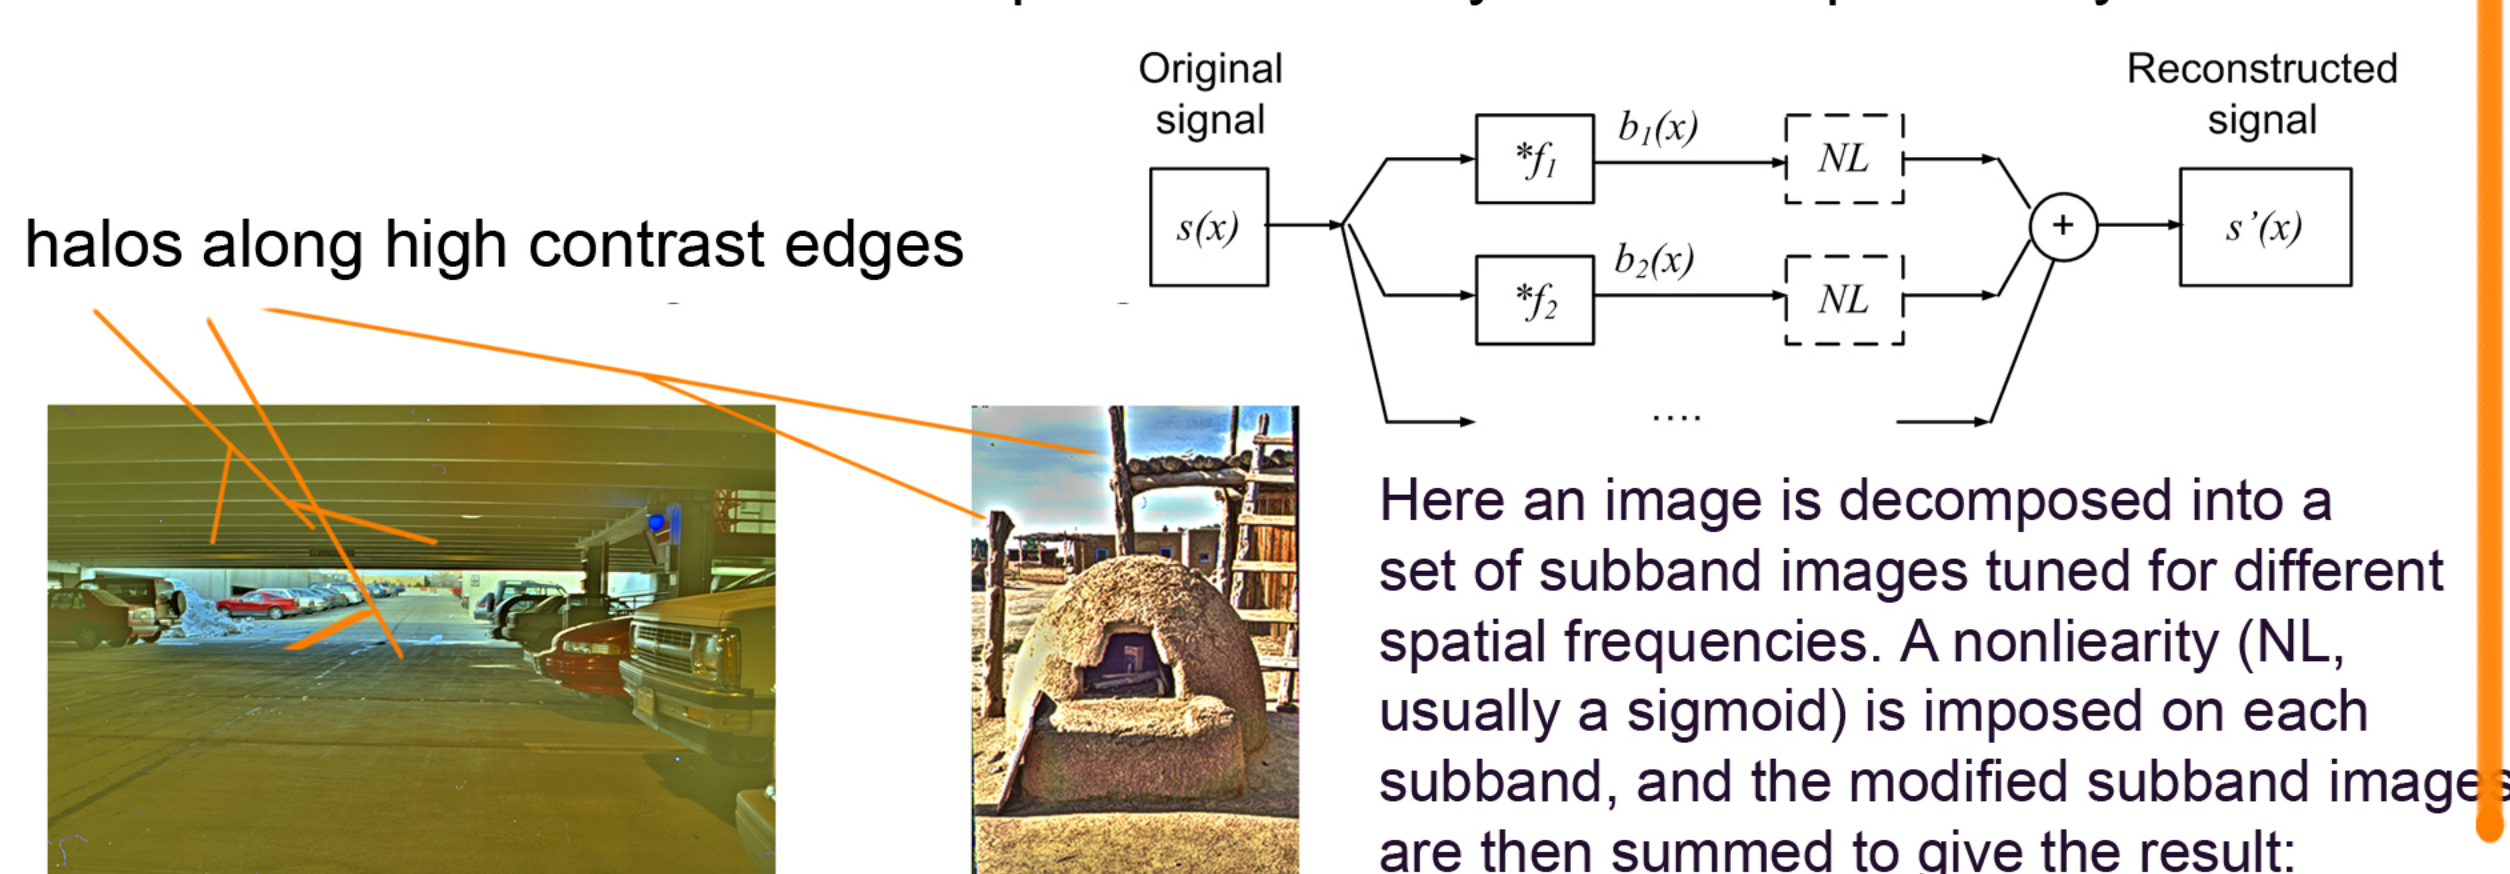 Original
signal
Reconstructed
signal
halos along high contrast edges
s(x)
*f1
b1(x)
NL
*f2
b2(x)
NL
+
s’(x)
....
Here an image is decomposed into a
set of subband images tuned for different
spatial frequencies. A nonliearity (NL,
usually a sigmoid) is imposed on each
subband, and the modified subband images
are then summed to give the result: